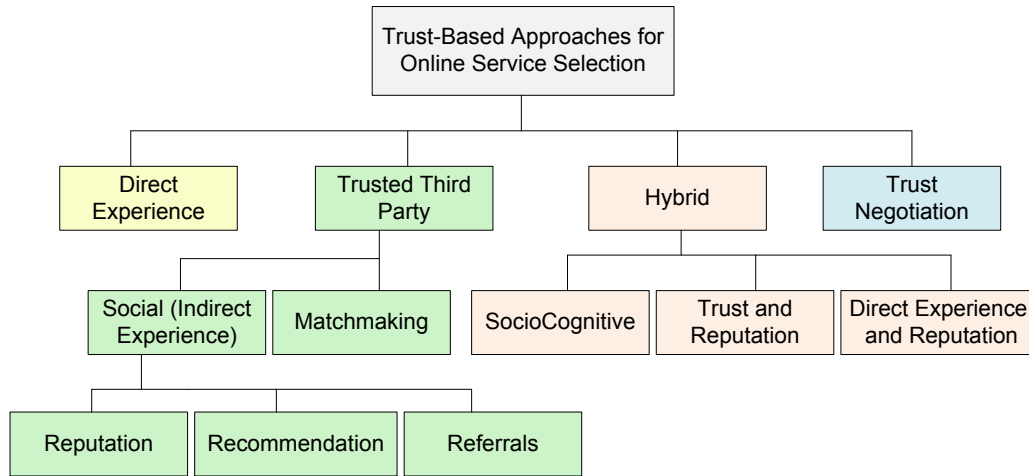 Trust-Based Approaches for
Online Service Selection
Direct
Experience
Trusted Third
Party
Hybrid
Trust
Negotiation
Social (Indirect
Experience)
Matchmaking
SocioCognitive
Trust and
Reputation
Direct Experience
and Reputation
Reputation
Recommendation
Referrals